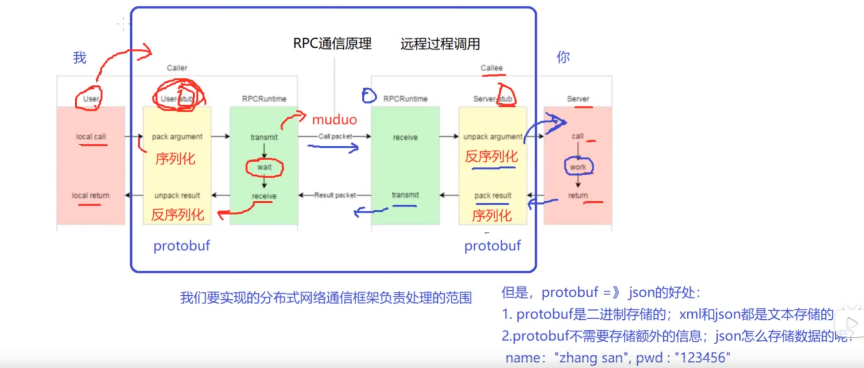 RPC通信原理 远程过程调用
我 你
Caller Callee
User User-stub RPCRuntime RPCRuntime Server-stub Server
muduo
local call pack argument transmit Call packet receive unpack argument call
序列化 wait 反序列化 work
local return unpack result receive Result packet transmit pack result return
反序列化 序列化
protobuf protobuf
我们要实现的分布式网络通信框架负责处理的范围
但是，protobuf =》 json的好处：
1. protobuf是二进制存储的；xml和json都是文本存储的
2.protobuf不需要存储额外的信息；json怎么存储数据的呢？
name："zhang san", pwd : "123456"